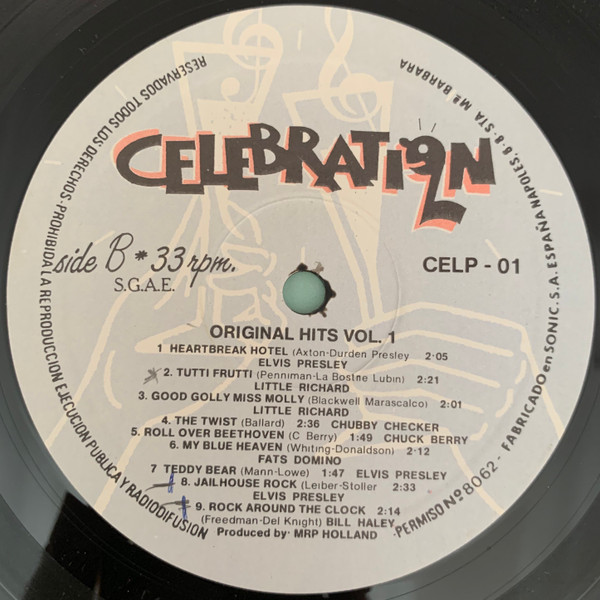 CELEBRATI92N
side B * 33 rpm.
S.G.A.E.
CELP - 01
ORIGINAL HITS VOL. 1
1 HEARTBREAK HOTEL (Axton-Durden Presley 2·05
ELVIS PRESLEY
2. TUTTI FRUTTI (Penniman-La Bostne Lubin) 2:21
LITTLE RICHARD
3. GOOD GOLLY MISS MOLLY (Blackwell Marascalco) 2:01
LITTLE RICHARD
4. THE TWIST (Ballard) 2:36 CHUBBY CHECKER
5. ROLL OVER BEETHOVEN (C Berry) 1:49 CHUCK BERRY
6. MY BLUE HEAVEN (Whiting-Donaldson) 2·12
FATS DOMINO
7 TEDDY BEAR (Mann-Lowe) 1:47 ELVIS PRESLEY
8. JAILHOUSE ROCK (Leiber-Stoller 2:33
ELVIS PRESLEY
9. ROCK AROUND THE CLOCK 2:14
(Freedman-Del Knight) BILL HALEY
Produced by· MRP HOLLAND
RESERVADOS TODOS LOS DERECHOS·PROHIBIDA LA REPRODUCCION EJECUCION PUBLICA Y RADIODIFUSION
·PERMISO Nº 8062· FABRICADO en SONIC. S.A. ESPAÑA NAPOLES, 8· STA Mª BARBARA